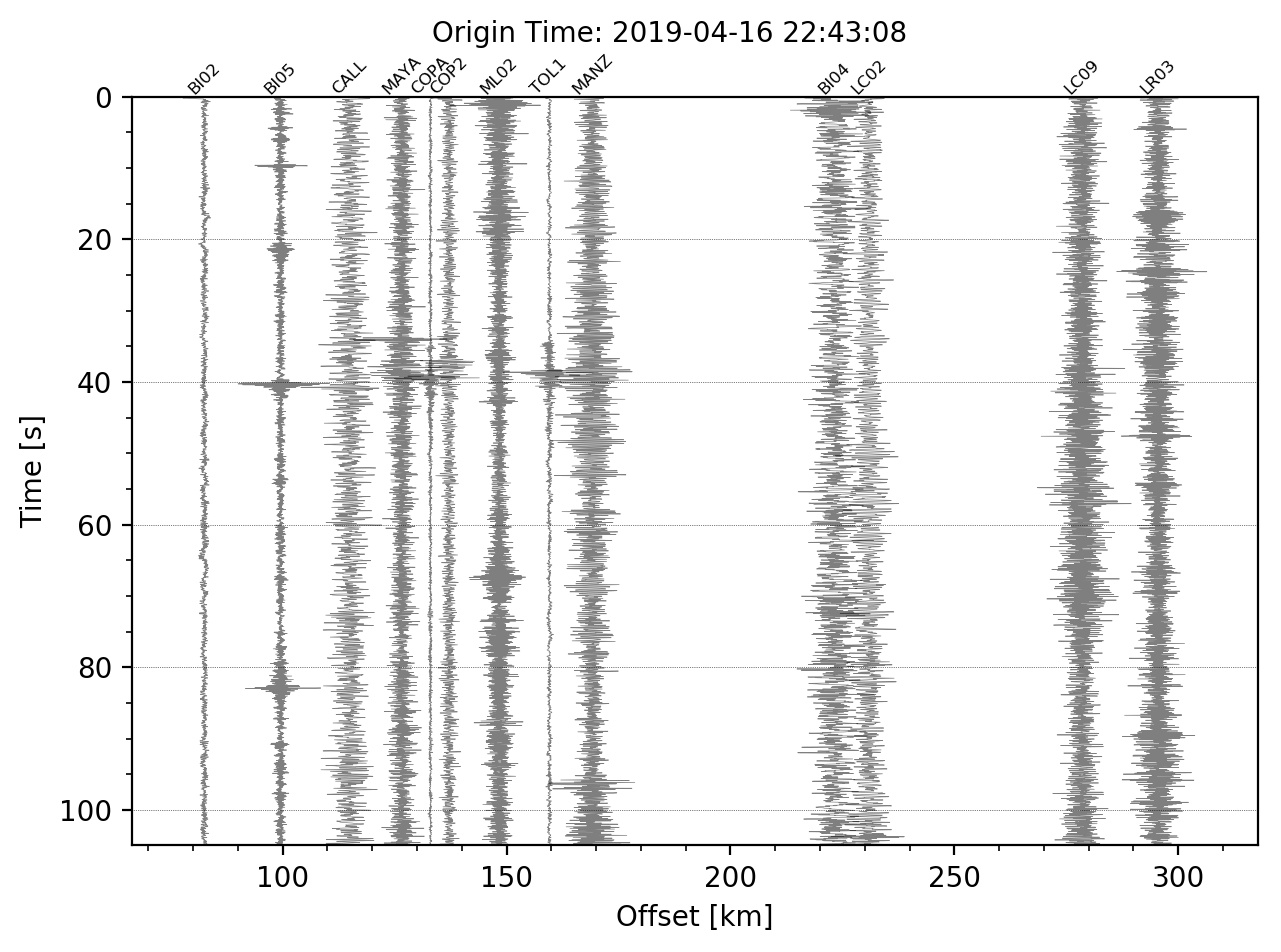 Origin Time: 2019-04-16 22:43:08
BI02 BI05 CALL MAYA COPA COP2 ML02 TOL1 MANZ BI04 LC02 LC09 LR03
0
20
40
60
80
100
Time [s]
100 150 200 250 300
Offset [km]